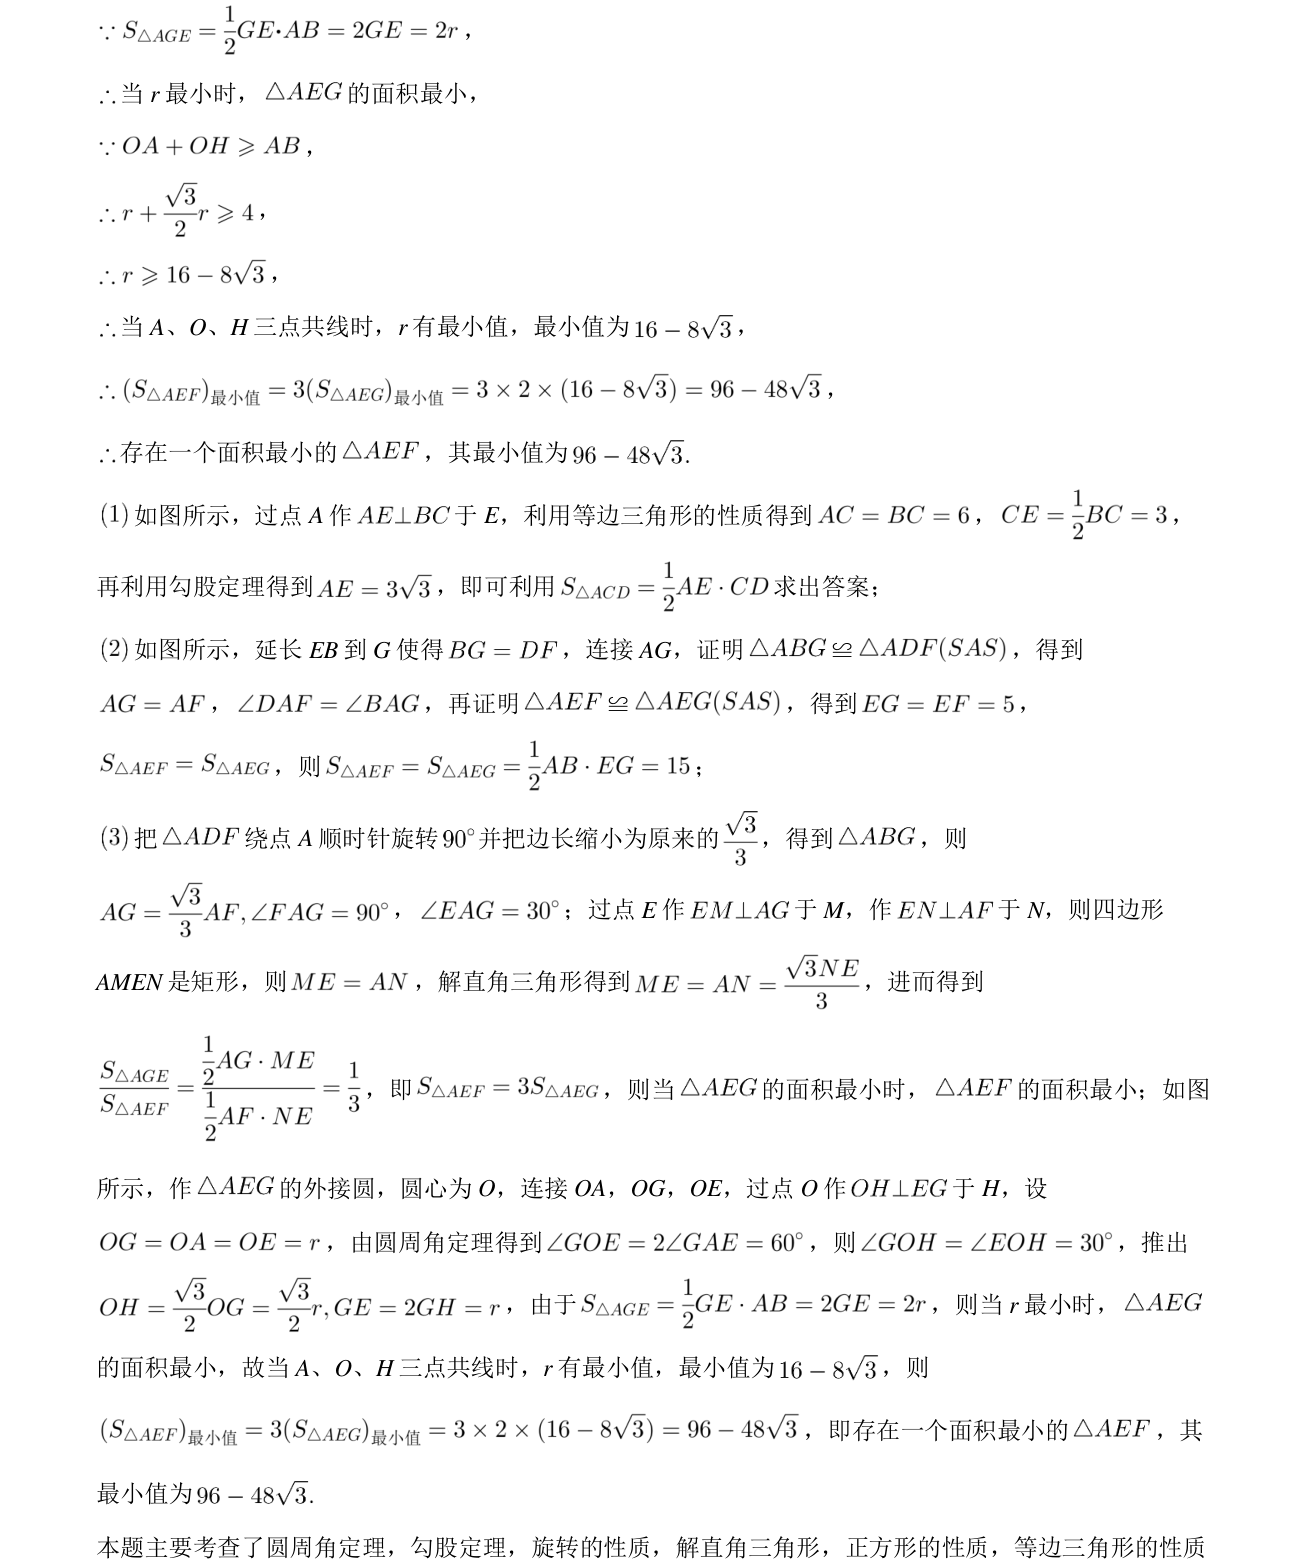 ∵ S△AGE = 1/2 GE·AB = 2GE = 2r，
∴当 r 最小时，△AEG 的面积最小，
∵ OA + OH ⩾ AB，
∴ r + √3/2 r ⩾ 4，
∴ r ⩾ 16 − 8√3，
∴当 A、O、H 三点共线时，r 有最小值，最小值为 16 − 8√3，
∴ (S△AEF)最小值 = 3(S△AEG)最小值 = 3 × 2 × (16 − 8√3) = 96 − 48√3，
∴存在一个面积最小的 △AEF，其最小值为 96 − 48√3.
(1) 如图所示，过点 A 作 AE⊥BC 于 E，利用等边三角形的性质得到 AC = BC = 6，CE = 1/2 BC = 3，
再利用勾股定理得到 AE = 3√3，即可利用 S△ACD = 1/2 AE · CD 求出答案；
(2) 如图所示，延长 EB 到 G 使得 BG = DF，连接 AG，证明 △ABG ≌ △ADF(SAS)，得到
AG = AF，∠DAF = ∠BAG，再证明 △AEF ≌ △AEG(SAS)，得到 EG = EF = 5，
S△AEF = S△AEG，则 S△AEF = S△AEG = 1/2 AB · EG = 15；
(3) 把 △ADF 绕点 A 顺时针旋转 90° 并把边长缩小为原来的 √3/3，得到 △ABG，则
AG = √3/3 AF, ∠FAG = 90°，∠EAG = 30°；过点 E 作 EM⊥AG 于 M，作 EN⊥AF 于 N，则四边形
AMEN 是矩形，则 ME = AN，解直角三角形得到 ME = AN = √3NE/3，进而得到
S△AGE/S△AEF = (1/2 AG · ME)/(1/2 AF · NE) = 1/3，即 S△AEF = 3S△AEG，则当 △AEG 的面积最小时，△AEF 的面积最小；如图
所示，作 △AEG 的外接圆，圆心为 O，连接 OA，OG，OE，过点 O 作 OH⊥EG 于 H，设
OG = OA = OE = r，由圆周角定理得到 ∠GOE = 2∠GAE = 60°，则 ∠GOH = ∠EOH = 30°，推出
OH = √3/2 OG = √3/2 r, GE = 2GH = r，由于 S△AGE = 1/2 GE · AB = 2GE = 2r，则当 r 最小时，△AEG
的面积最小，故当 A、O、H 三点共线时，r 有最小值，最小值为 16 − 8√3，则
(S△AEF)最小值 = 3(S△AEG)最小值 = 3 × 2 × (16 − 8√3) = 96 − 48√3，即存在一个面积最小的 △AEF，其
最小值为 96 − 48√3.
本题主要考查了圆周角定理，勾股定理，旋转的性质，解直角三角形，正方形的性质，等边三角形的性质